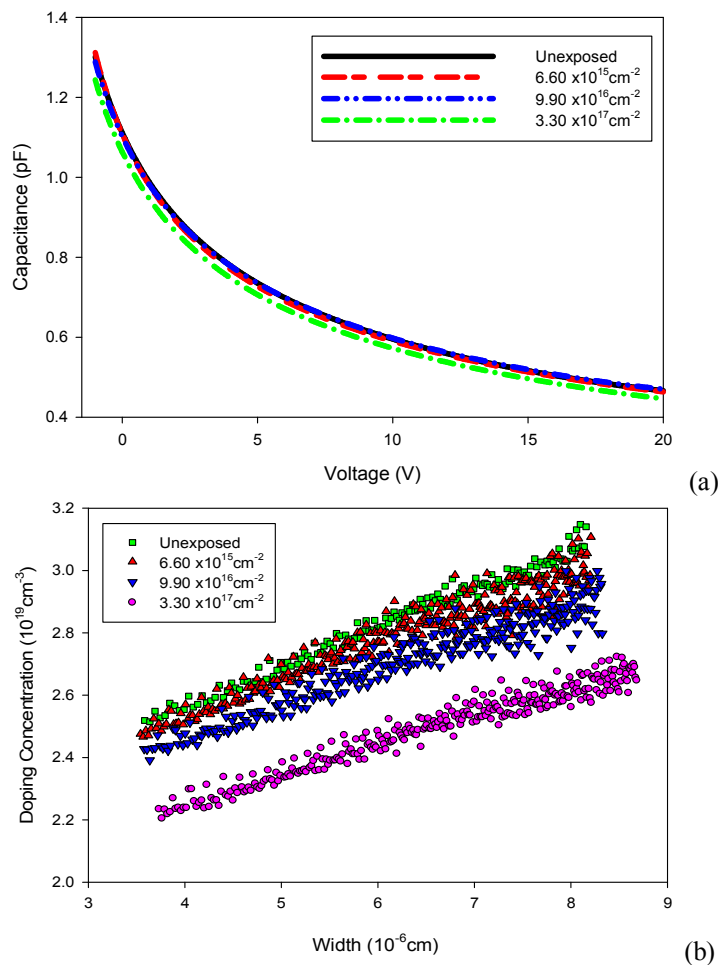 1.4
1.2
1.0
0.8
0.6
0.4
Capacitance (pF)
Unexposed
6.60 x10¹⁵cm⁻²
9.90 x10¹⁶cm⁻²
3.30 x10¹⁷cm⁻²
0 5 10 15 20
Voltage (V)
(a)
3.2
3.0
2.8
2.6
2.4
2.2
2.0
Doping Concentration (10¹⁹cm⁻³)
Unexposed
6.60 x10¹⁵cm⁻²
9.90 x10¹⁶cm⁻²
3.30 x10¹⁷cm⁻²
3 4 5 6 7 8 9
Width (10⁻⁶cm)
(b)